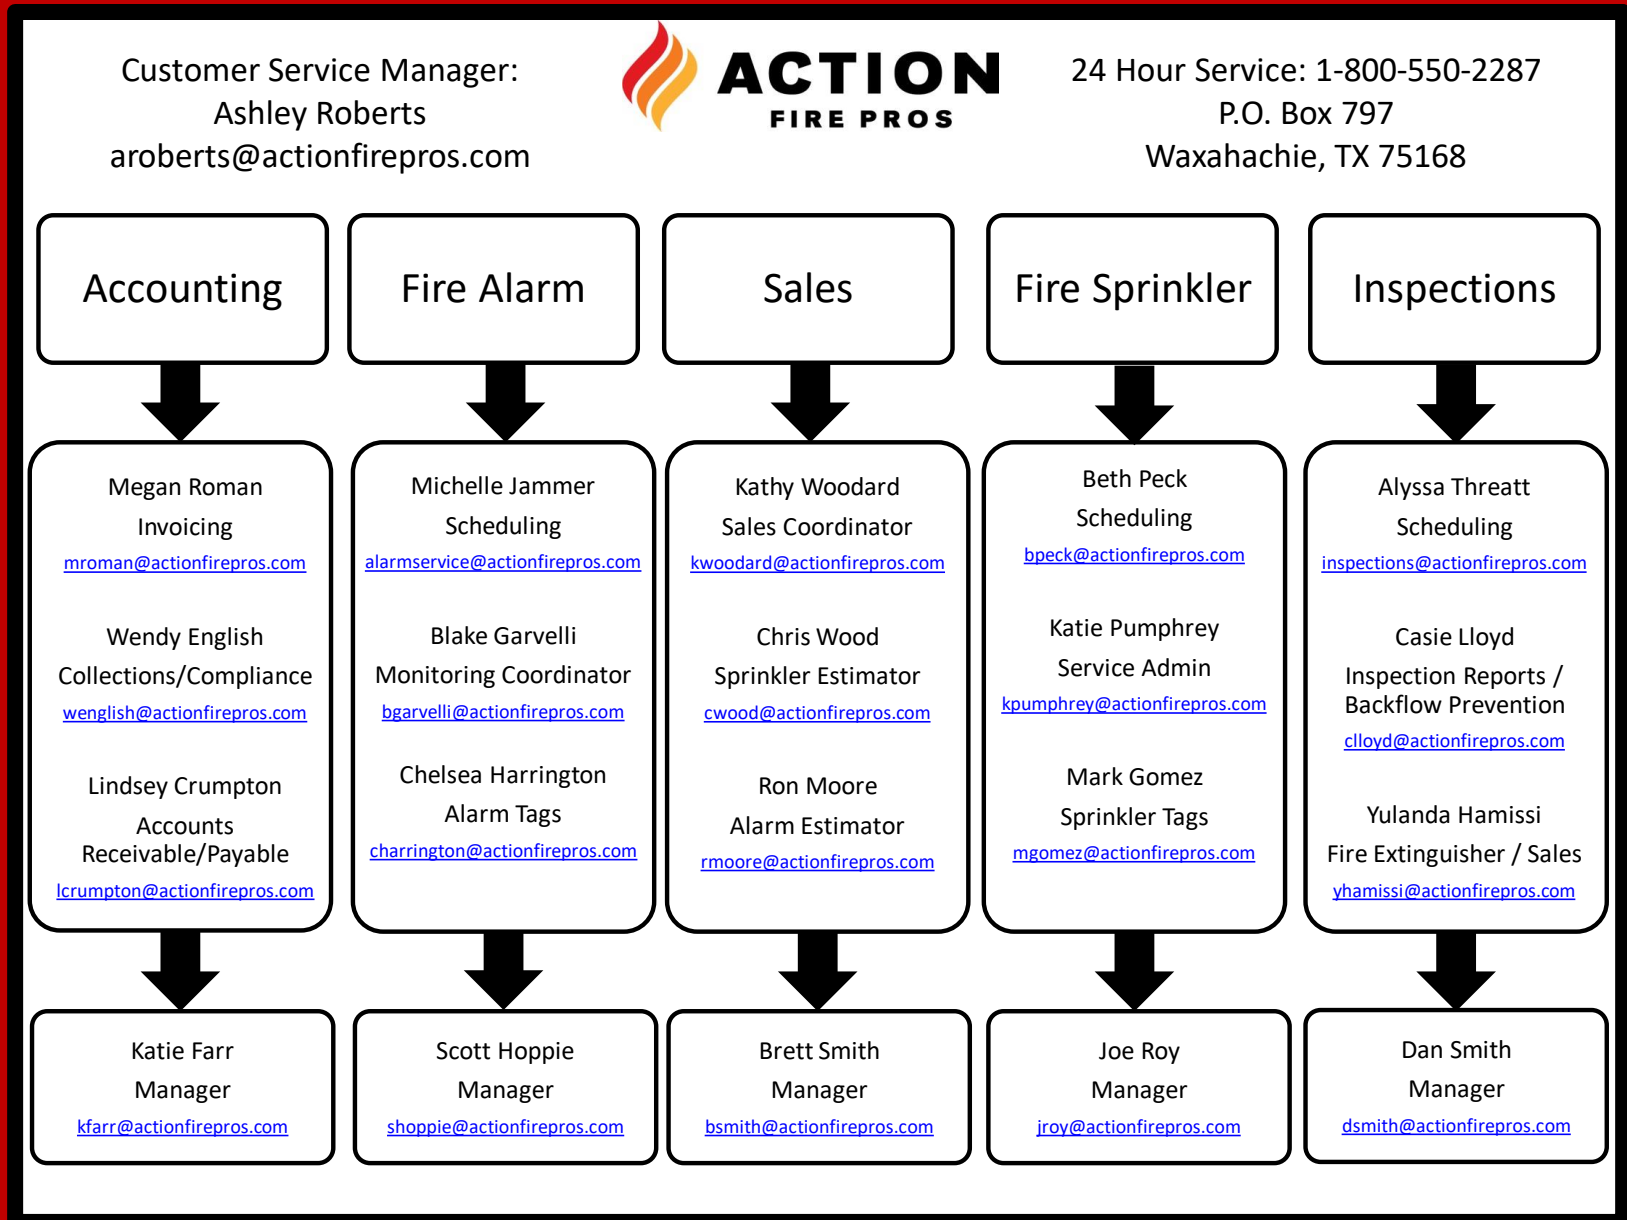 Customer Service Manager:
Ashley Roberts
aroberts@actionfirepros.com
ACTION
FIRE PROS
24 Hour Service: 1-800-550-2287
P.O. Box 797
Waxahachie, TX 75168
Accounting
Megan Roman
Invoicing
mroman@actionfirepros.com
Wendy English
Collections/Compliance
wenglish@actionfirepros.com
Lindsey Crumpton
Accounts
Receivable/Payable
lcrumpton@actionfirepros.com
Katie Farr
Manager
kfarr@actionfirepros.com
Fire Alarm
Michelle Jammer
Scheduling
alarmservice@actionfirepros.com
Blake Garvelli
Monitoring Coordinator
bgarvelli@actionfirepros.com
Chelsea Harrington
Alarm Tags
charrington@actionfirepros.com
Scott Hoppie
Manager
shoppie@actionfirepros.com
Sales
Kathy Woodard
Sales Coordinator
kwoodard@actionfirepros.com
Chris Wood
Sprinkler Estimator
cwood@actionfirepros.com
Ron Moore
Alarm Estimator
rmoore@actionfirepros.com
Brett Smith
Manager
bsmith@actionfirepros.com
Fire Sprinkler
Beth Peck
Scheduling
bpeck@actionfirepros.com
Katie Pumphrey
Service Admin
kpumphrey@actionfirepros.com
Mark Gomez
Sprinkler Tags
mgomez@actionfirepros.com
Joe Roy
Manager
jroy@actionfirepros.com
Inspections
Alyssa Threatt
Scheduling
inspections@actionfirepros.com
Casie Lloyd
Inspection Reports /
Backflow Prevention
clloyd@actionfirepros.com
Yulanda Hamissi
Fire Extinguisher / Sales
yhamissi@actionfirepros.com
Dan Smith
Manager
dsmith@actionfirepros.com